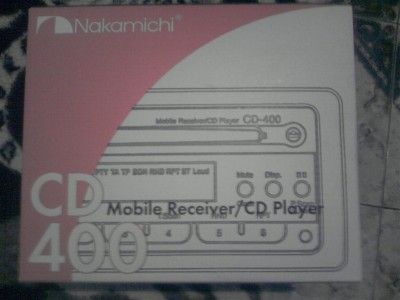 Nakamichi
Mobile Receiver/CD Player CD-400
PTY TA TP EON RND RPT ST Loud
Mute Disp.
CD
Mobile Receiver/CD Player
4 5 6
400